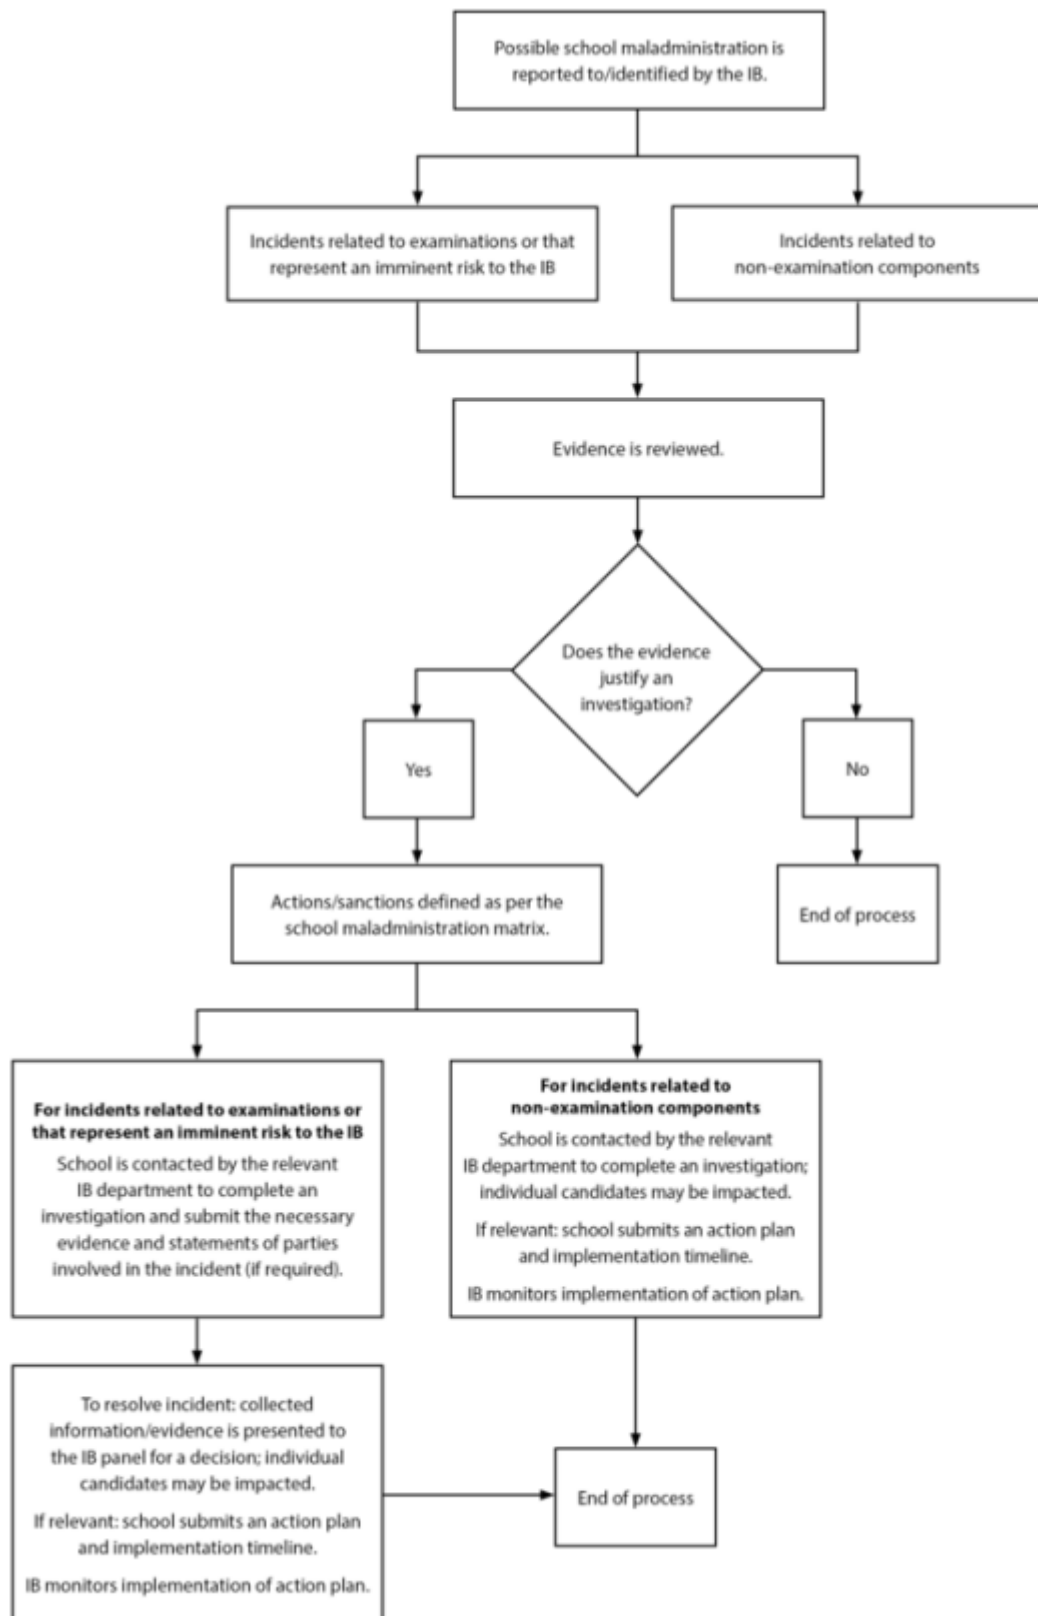 Possible school maladministration is
reported to/identified by the IB.
Incidents related to examinations or that
represent an imminent risk to the IB
Incidents related to
non-examination components
Evidence is reviewed.
Does the evidence
justify an
investigation?
Yes
No
Actions/sanctions defined as per the
school maladministration matrix.
End of process
For incidents related to examinations or
that represent an imminent risk to the IB
School is contacted by the relevant
IB department to complete an
investigation and submit the necessary
evidence and statements of parties
involved in the incident (if required).
For incidents related to
non-examination components
School is contacted by the relevant
IB department to complete an investigation;
individual candidates may be impacted.
If relevant: school submits an action plan
and implementation timeline.
IB monitors implementation of action plan.
To resolve incident: collected
information/evidence is presented to
the IB panel for a decision; individual
candidates may be impacted.
If relevant: school submits an action plan
and implementation timeline.
IB monitors implementation of action plan.
End of process